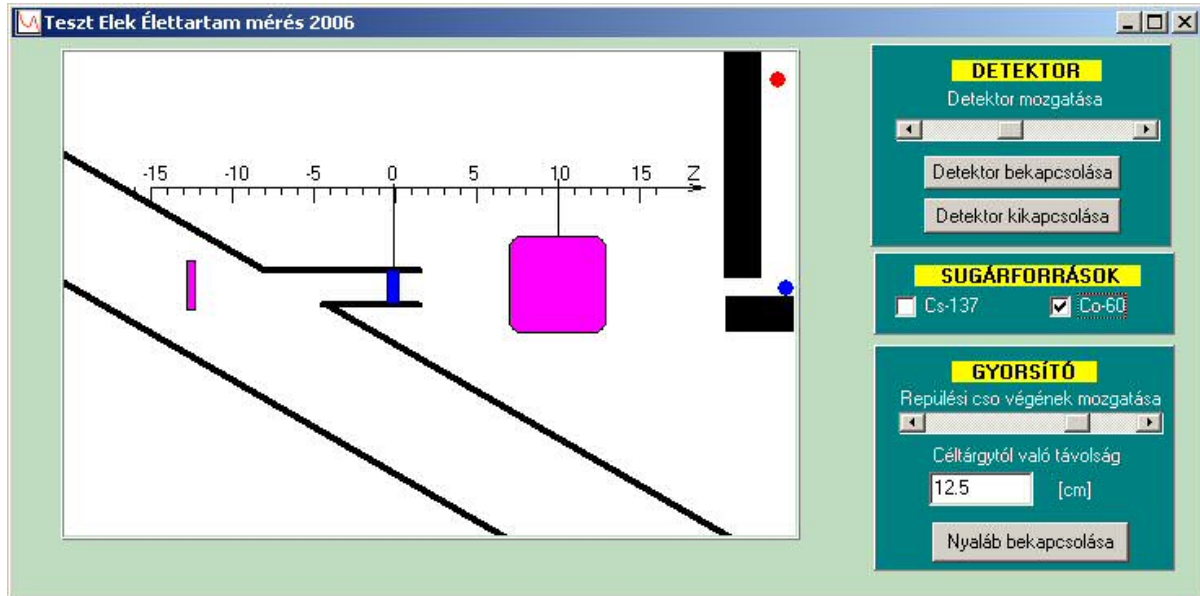 Teszt Elek Élettartam mérés 2006
-15 -10 -5 0 5 10 15 Z
DETEKTOR
Detektor mozgatása
Detektor bekapcsolása
Detektor kikapcsolása
SUGÁRFORRÁSOK
Cs-137 Co-60
GYORSÍTÓ
Repülési cso végének mozgatása
Céltárgytól való távolság
12.5 [cm]
Nyaláb bekapcsolása